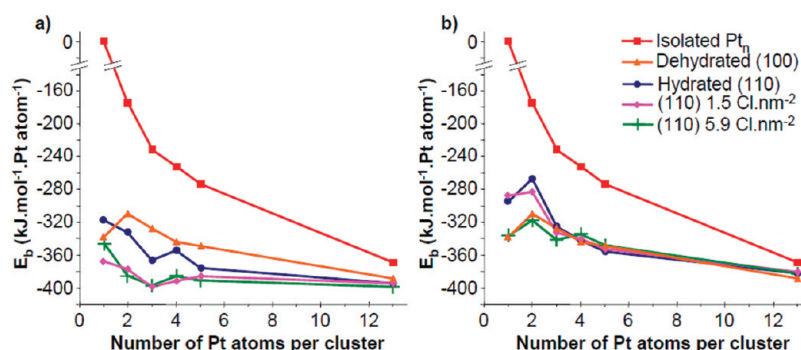 a)
0
-160
-200
-240
-280
-320
-360
-400
E_b (kJ.mol⁻¹.Pt atom⁻¹)
0 2 4 6 8 10 12
Number of Pt atoms per cluster
b)
Isolated Pt_n
Dehydrated (100)
Hydrated (110)
(110) 1.5 Cl.nm⁻²
(110) 5.9 Cl.nm⁻²
0
-160
-200
-240
-280
-320
-360
-400
E_b (kJ.mol⁻¹.Pt atom⁻¹)
0 2 4 6 8 10 12
Number of Pt atoms per cluster